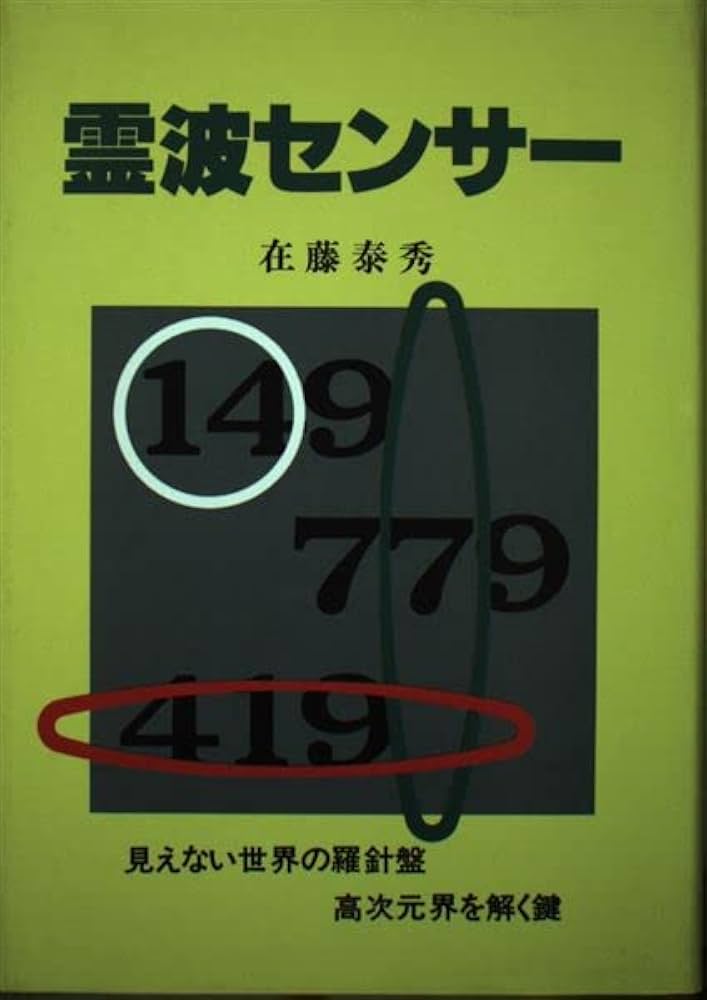 霊波センサー
在藤泰秀
149
779
419
見えない世界の羅針盤
高次元界を解く鍵